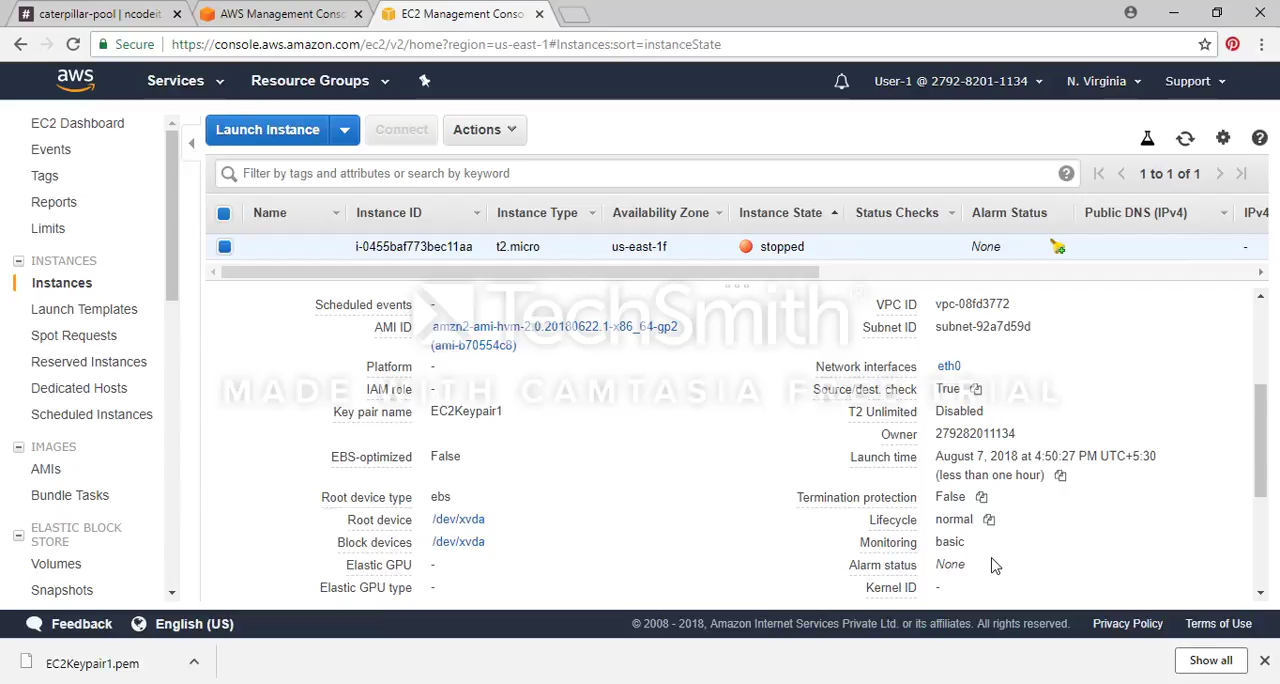 # caterpillar-pool | ncodeit
AWS Management Conso
EC2 Management Conso
Secure https://console.aws.amazon.com/ec2/v2/home?region=us-east-1#Instances:sort=instanceState
aws Services Resource Groups User-1 @ 2792-8201-1134 N. Virginia Support
EC2 Dashboard
Events
Tags
Reports
Limits
INSTANCES
Instances
Launch Templates
Spot Requests
Reserved Instances
Dedicated Hosts
Scheduled Instances
IMAGES
AMIs
Bundle Tasks
ELASTIC BLOCK
STORE
Volumes
Snapshots
Launch Instance Connect Actions
Filter by tags and attributes or search by keyword 1 to 1 of 1
Name Instance ID Instance Type Availability Zone Instance State Status Checks Alarm Status Public DNS (IPv4) IPv4
i-0455baf773bec11aa t2.micro us-east-1f stopped None -
Scheduled events -
AMI ID amzn2-ami-hvm-2.0.20180622.1-x86_64-gp2
(ami-b70554c8)
Platform -
IAM role -
Key pair name EC2Keypair1
EBS-optimized False
Root device type ebs
Root device /dev/xvda
Block devices /dev/xvda
Elastic GPU -
Elastic GPU type -
VPC ID vpc-08fd3772
Subnet ID subnet-92a7d59d
Network interfaces eth0
Source/dest. check True
T2 Unlimited Disabled
Owner 279282011134
Launch time August 7, 2018 at 4:50:27 PM UTC+5:30
(less than one hour)
Termination protection False
Lifecycle normal
Monitoring basic
Alarm status None
Kernel ID -
TechSmith®
MADE WITH CAMTASIA FREE TRIAL
Feedback English (US) © 2008 - 2018, Amazon Internet Services Private Ltd. or its affiliates. All rights reserved. Privacy Policy Terms of Use
EC2Keypair1.pem Show all